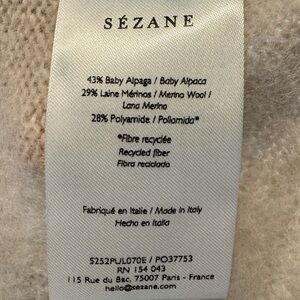 SÉZANE
43% Baby Alpaga / Baby Alpaca
29% Laine Mérinos / Merino Wool /
Lana Merino
28% Polyamide / Poliamida*
*Fibre recyclée
Recycled fiber
Fibra reciclado
Fabriqué en Italie / Made in Italy
Hecho en Italia
S252PUL070E / PO37753
RN 154 043
115 Rue du Bac, 75007 Paris - France
hello@sezane.com